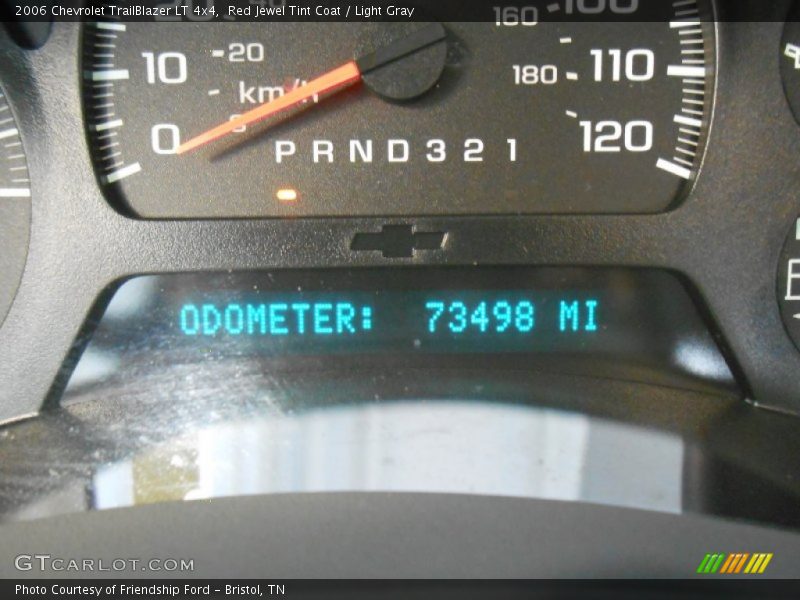 2006 Chevrolet TrailBlazer LT 4x4, Red Jewel Tint Coat / Light Gray
160
10 20 180 110
km/h
0 120
P R N D 3 2 1
ODOMETER: 73498 MI
GTCARLOT.COM
Photo Courtesy of Friendship Ford – Bristol, TN